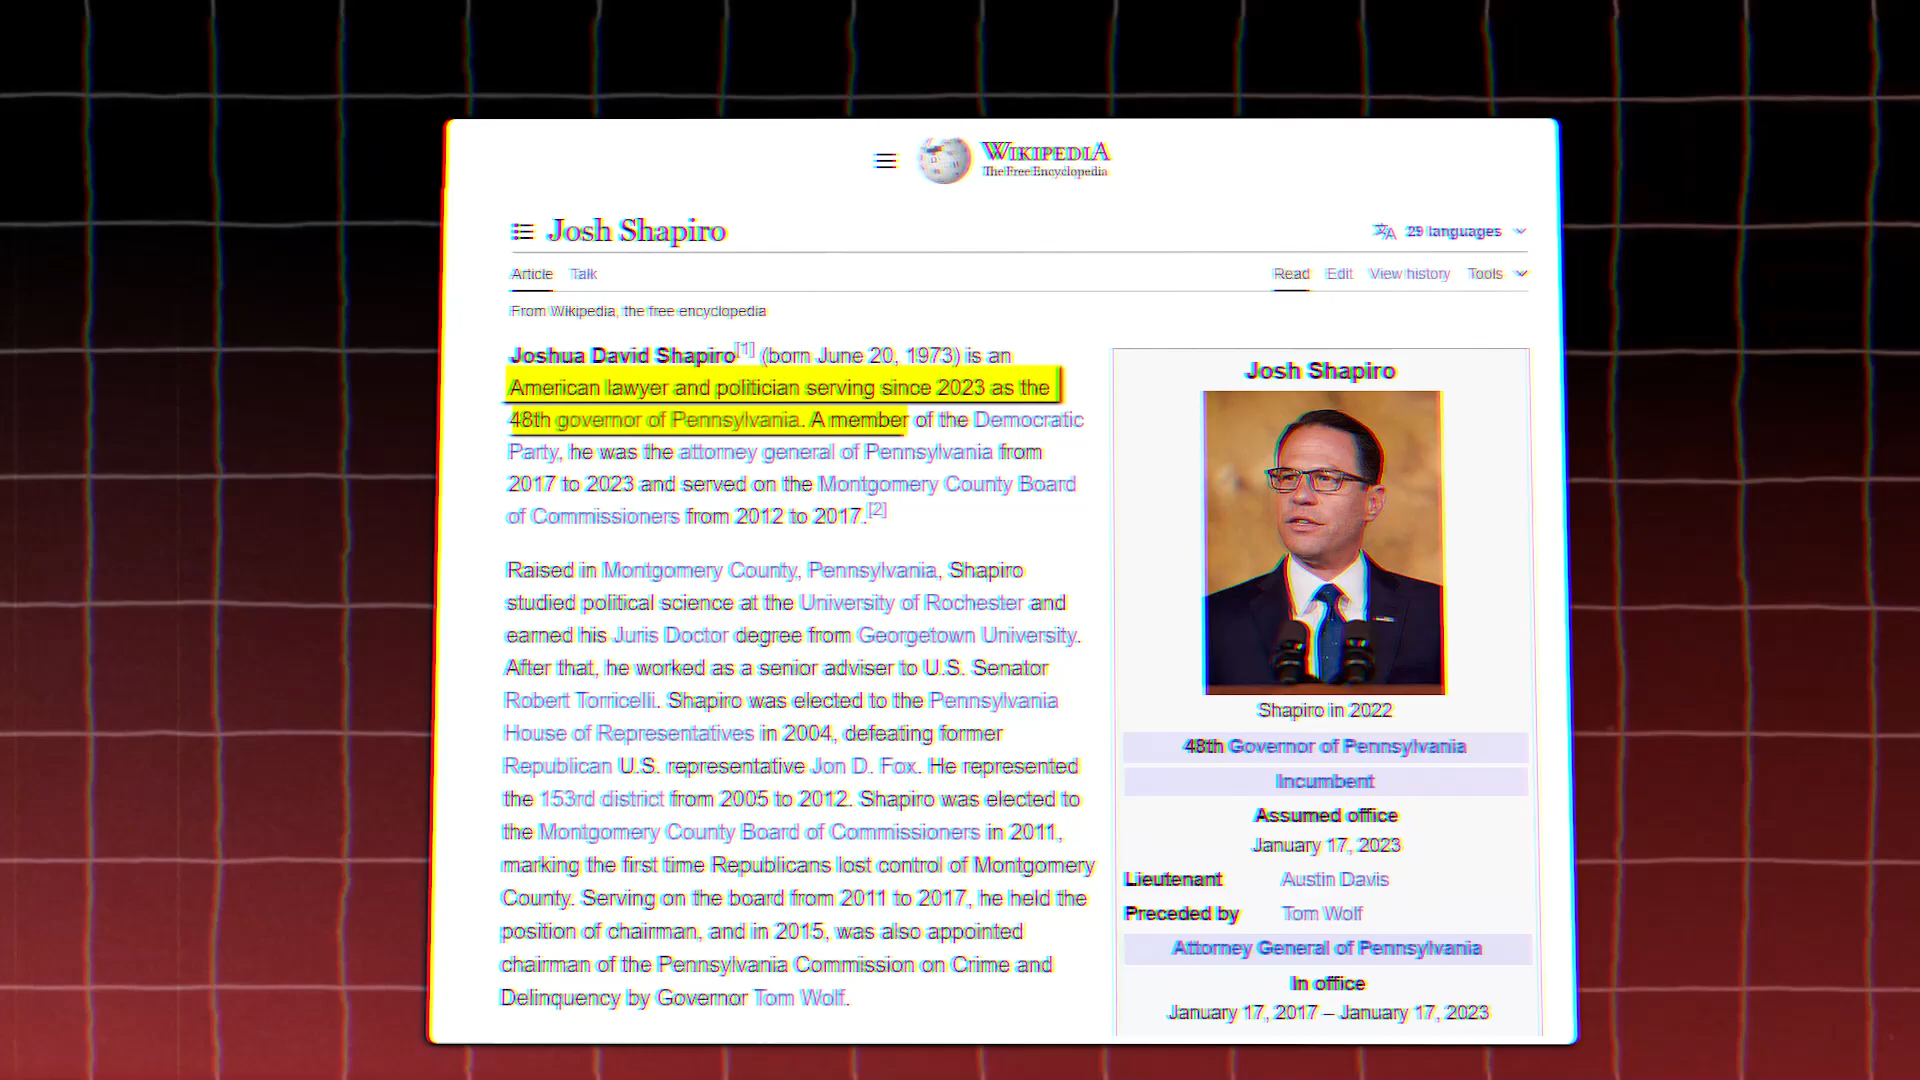 WIKIPEDIA
The Free Encyclopedia
Josh Shapiro
29 languages
Article Talk
Read Edit View history Tools
From Wikipedia, the free encyclopedia
Joshua David Shapiro[1] (born June 20, 1973) is an
American lawyer and politician serving since 2023 as the
48th governor of Pennsylvania. A member of the Democratic
Party, he was the attorney general of Pennsylvania from
2017 to 2023 and served on the Montgomery County Board
of Commissioners from 2012 to 2017.[2]
Raised in Montgomery County, Pennsylvania, Shapiro
studied political science at the University of Rochester and
earned his Juris Doctor degree from Georgetown University.
After that, he worked as a senior adviser to U.S. Senator
Robert Torricelli. Shapiro was elected to the Pennsylvania
House of Representatives in 2004, defeating former
Republican U.S. representative Jon D. Fox. He represented
the 153rd district from 2005 to 2012. Shapiro was elected to
the Montgomery County Board of Commissioners in 2011,
marking the first time Republicans lost control of Montgomery
County. Serving on the board from 2011 to 2017, he held the
position of chairman, and in 2015, was also appointed
chairman of the Pennsylvania Commission on Crime and
Delinquency by Governor Tom Wolf.
Josh Shapiro
Shapiro in 2022
48th Governor of Pennsylvania
Incumbent
Assumed office
January 17, 2023
Lieutenant Austin Davis
Preceded by Tom Wolf
Attorney General of Pennsylvania
In office
January 17, 2017 – January 17, 2023